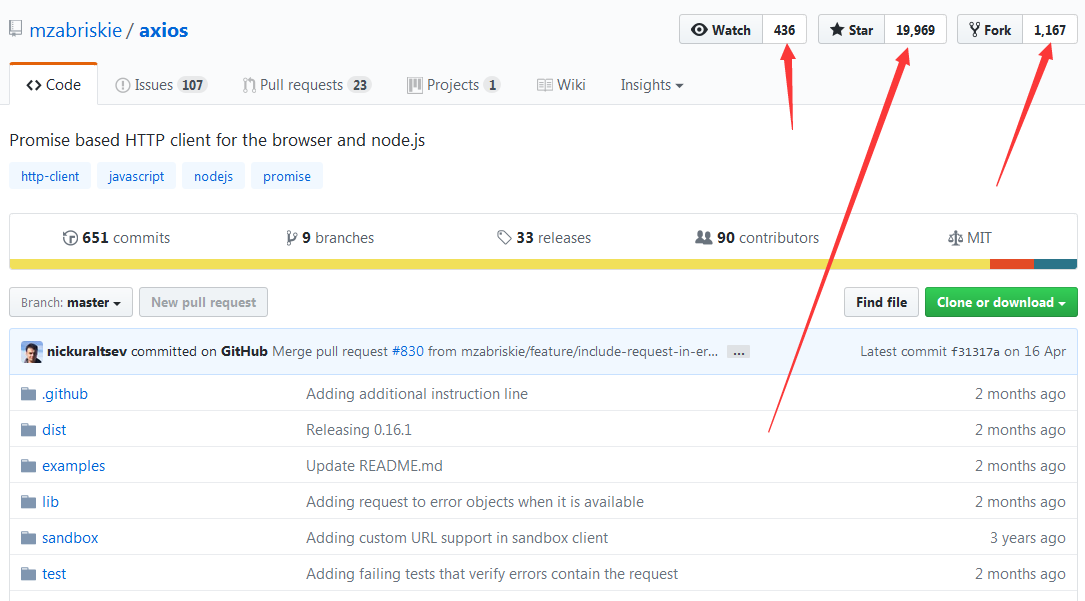 mzabriskie / axios Watch 436 Star 19,969 Fork 1,167
Code Issues 107 Pull requests 23 Projects 1 Wiki Insights
Promise based HTTP client for the browser and node.js
http-client javascript nodejs promise
651 commits 9 branches 33 releases 90 contributors MIT
Branch: master New pull request Find file Clone or download
nickuraltsev committed on GitHub Merge pull request #830 from mzabriskie/feature/include-request-in-er... ... Latest commit f31317a on 16 Apr
.github Adding additional instruction line 2 months ago
dist Releasing 0.16.1 2 months ago
examples Update README.md 2 months ago
lib Adding request to error objects when it is available 2 months ago
sandbox Adding custom URL support in sandbox client 3 years ago
test Adding failing tests that verify errors contain the request 2 months ago